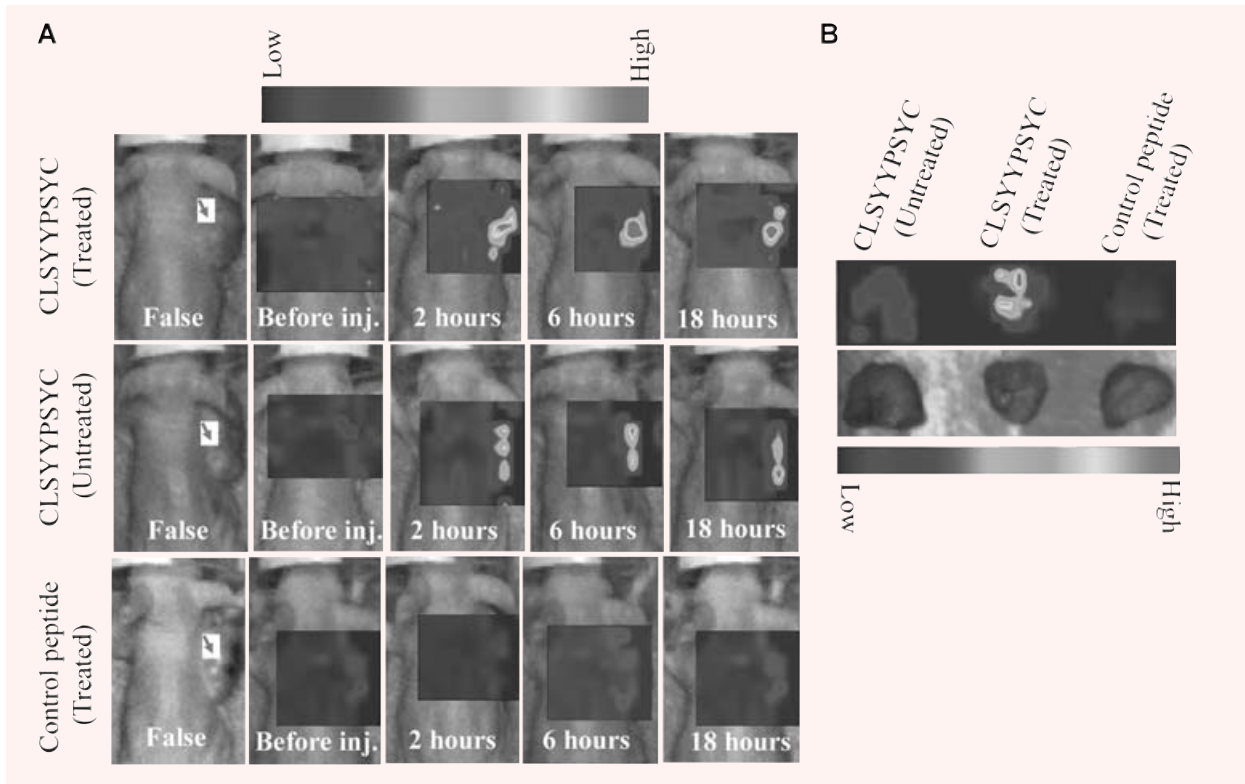 A
Low
High
CLSYYPSYC
(Treated)
False
Before inj.
2 hours
6 hours
18 hours
CLSYYPSYC
(Untreated)
False
Before inj.
2 hours
6 hours
18 hours
Control peptide
(Treated)
False
Before inj.
2 hours
6 hours
18 hours
B
CLSYYPSYC
(Untreated)
CLSYYPSYC
(Treated)
Control peptide
(Treated)
Low
High